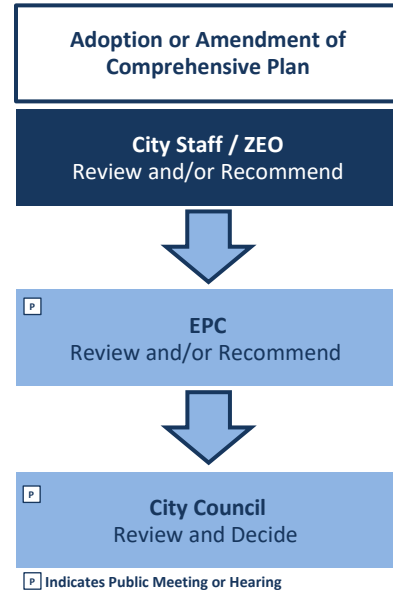 Adoption or Amendment of
Comprehensive Plan
City Staff / ZEO
Review and/or Recommend
P
EPC
Review and/or Recommend
P
City Council
Review and Decide
P Indicates Public Meeting or Hearing